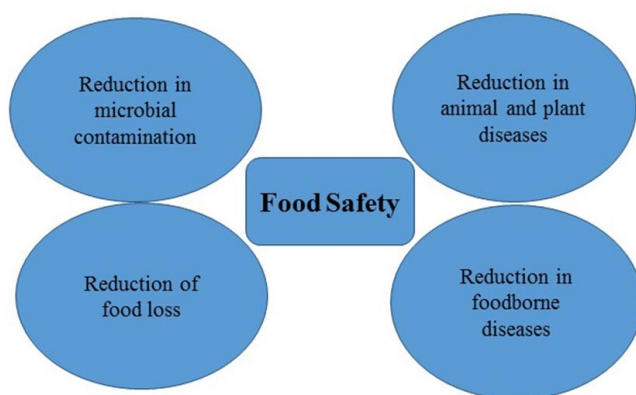 Reduction in
microbial
contamination
Reduction in
animal and plant
diseases
Food Safety
Reduction of
food loss
Reduction in
foodborne
diseases